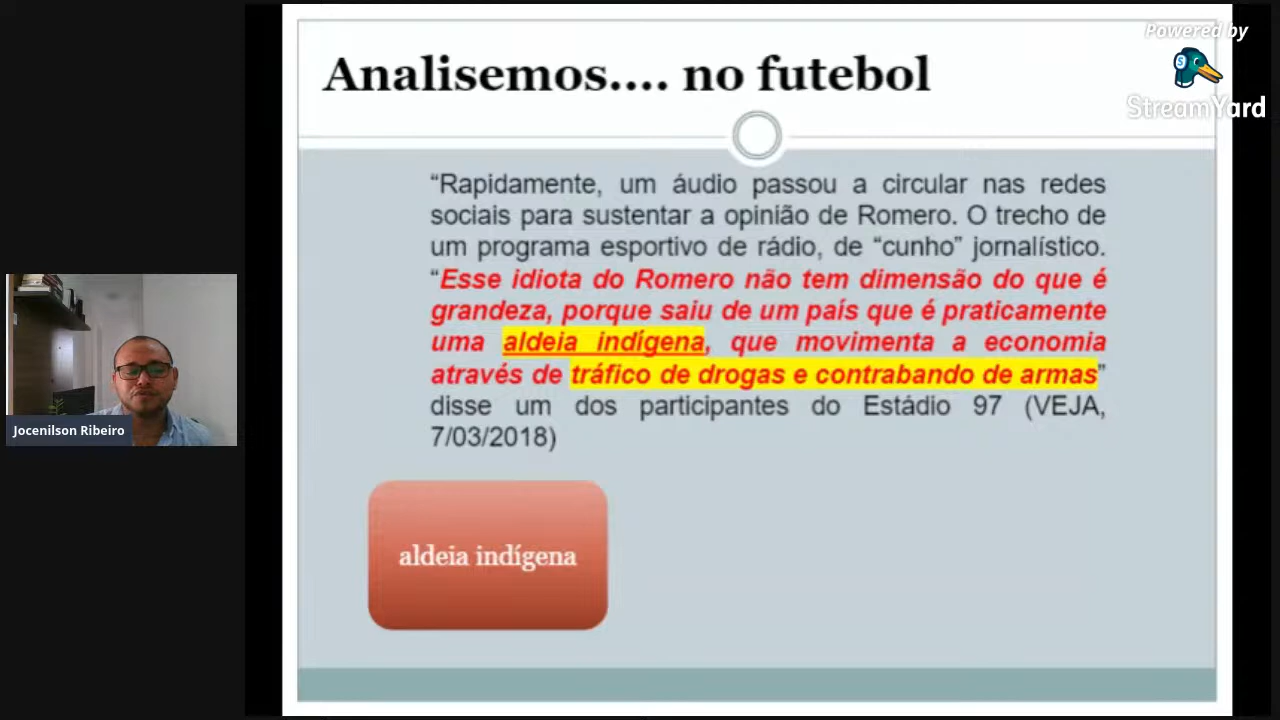 Analisemos.... no futebol
Powered by
StreamYard
“Rapidamente, um áudio passou a circular nas redes
sociais para sustentar a opinião de Romero. O trecho de
um programa esportivo de rádio, de “cunho” jornalístico.
“Esse idiota do Romero não tem dimensão do que é
grandeza, porque saiu de um país que é praticamente
uma aldeia indígena, que movimenta a economia
através de tráfico de drogas e contrabando de armas”
disse um dos participantes do Estádio 97 (VEJA,
7/03/2018)
Jocenilson Ribeiro
aldeia indígena